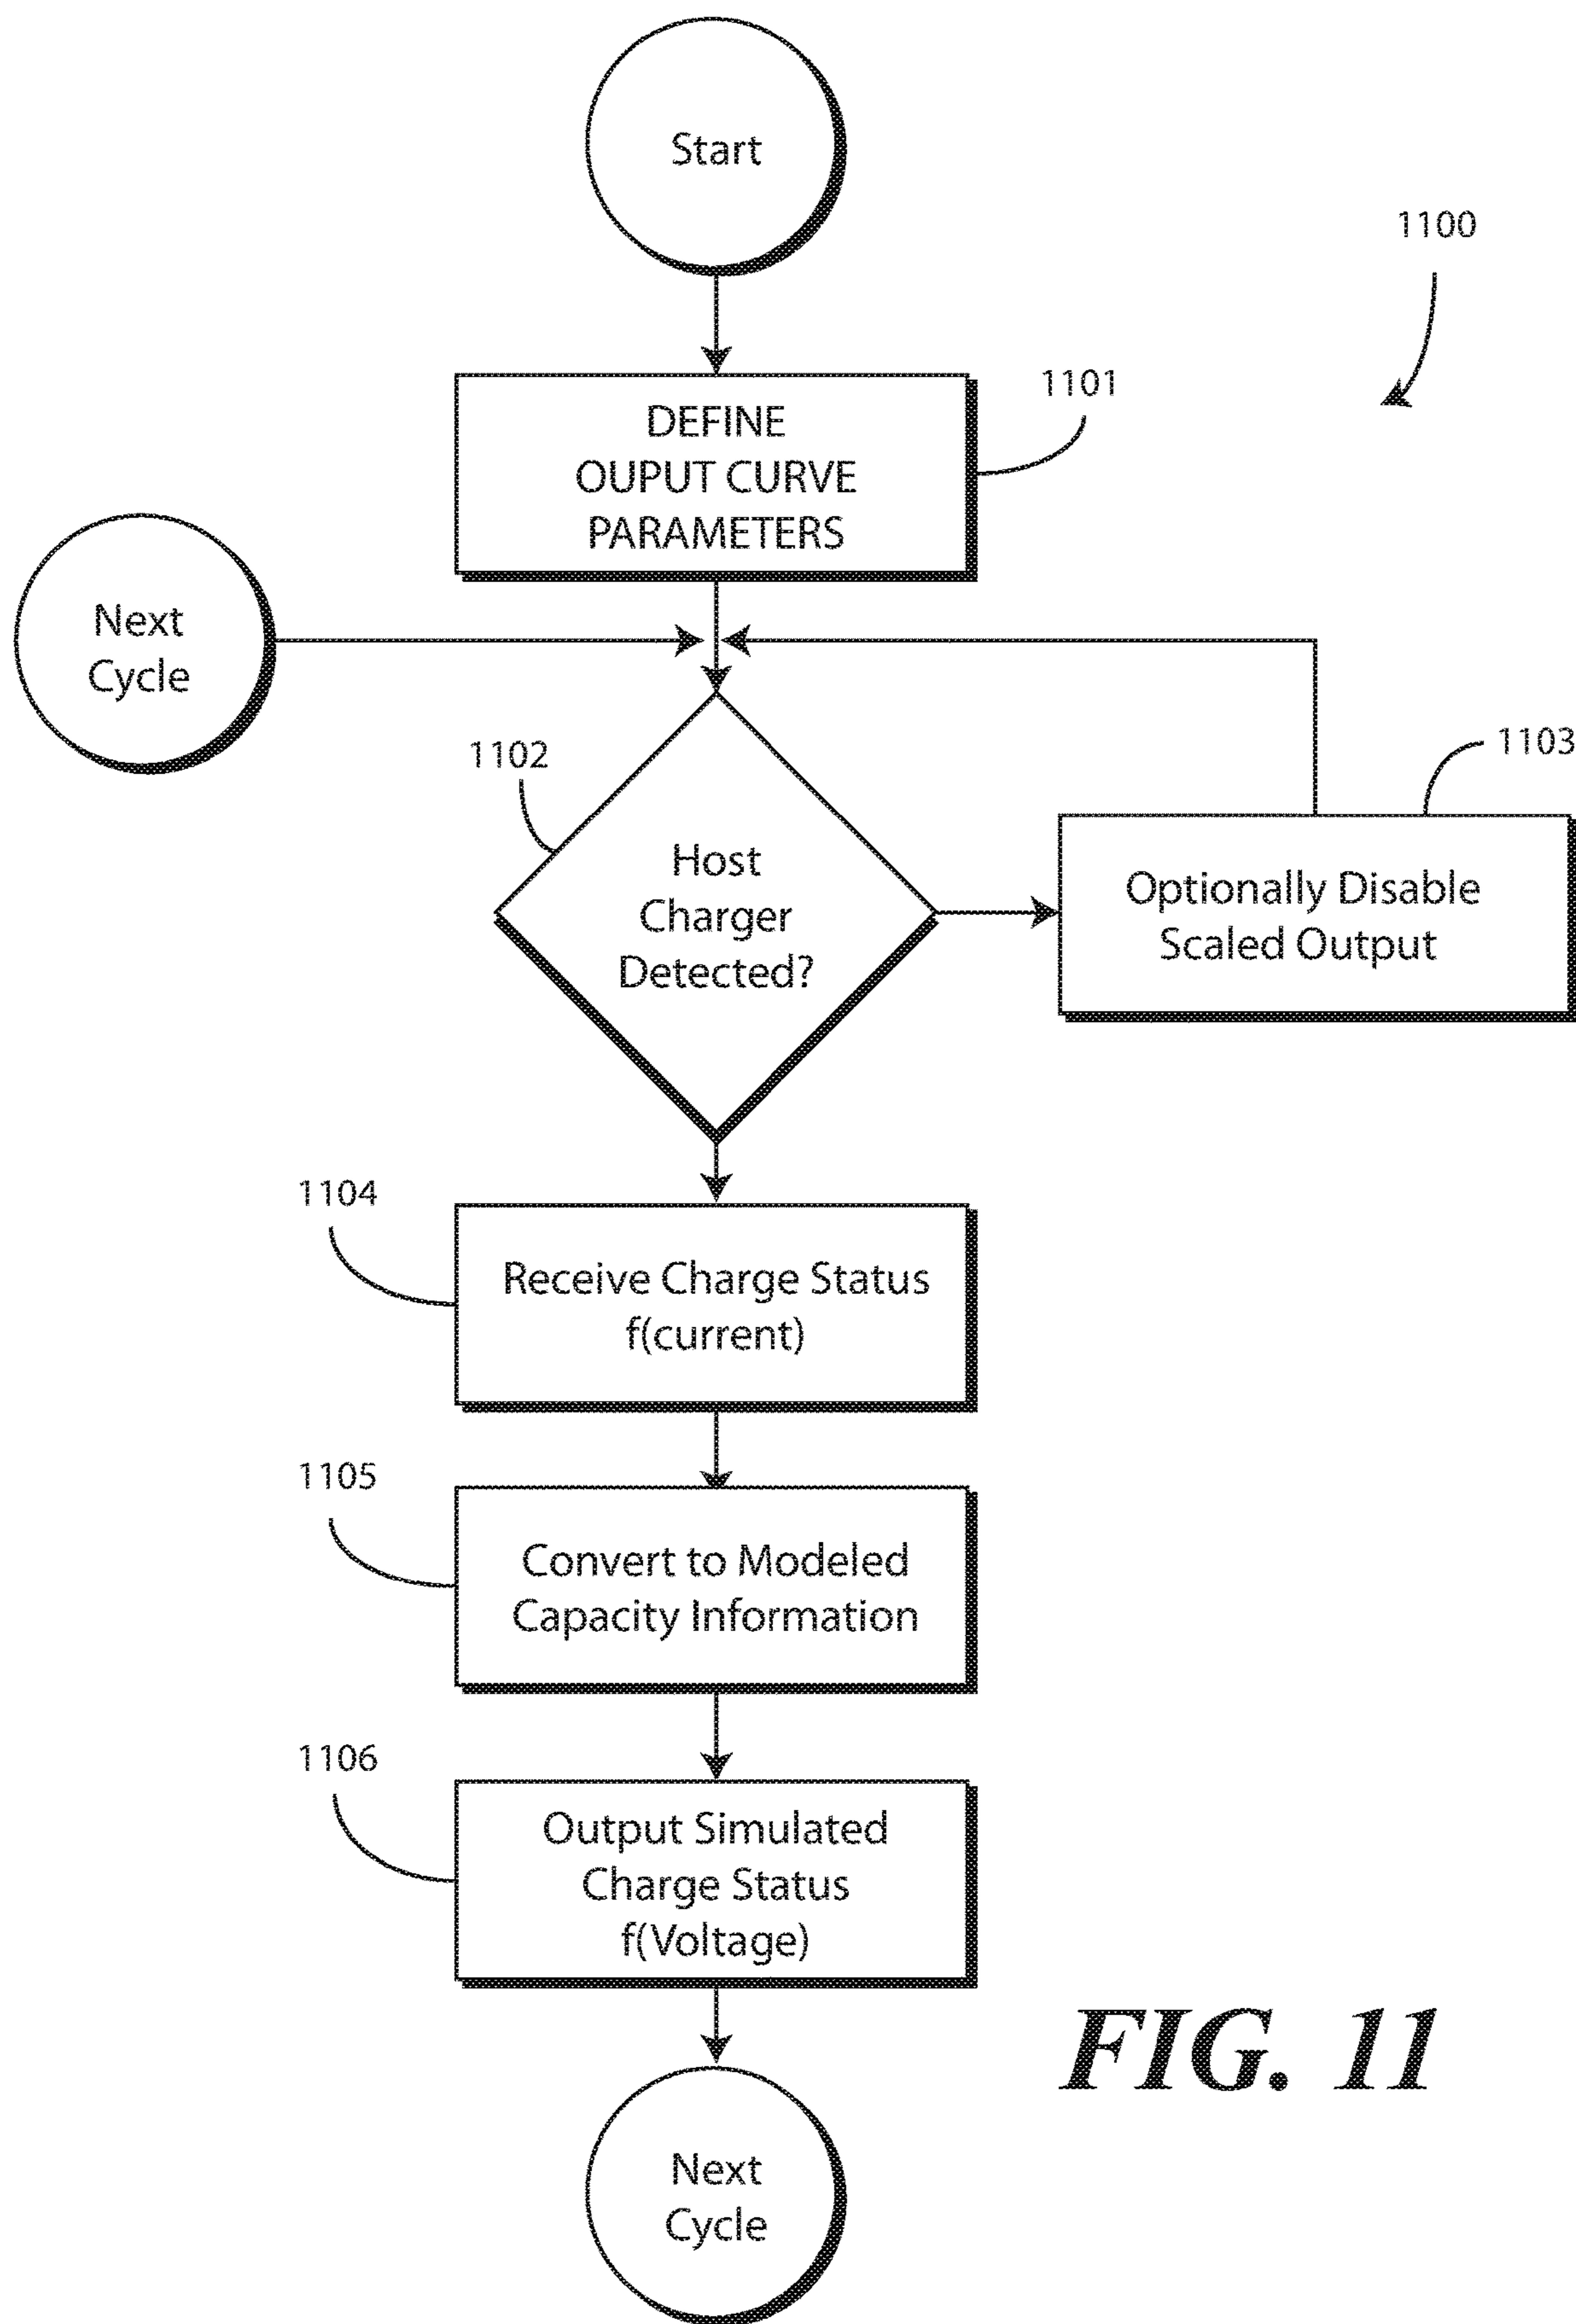 Start
1100
1101
DEFINE
OUPUT CURVE
PARAMETERS
Next
Cycle
1102
1103
Host
Charger
Detected?
Optionally Disable
Scaled Output
1104
Receive Charge Status
f(current)
1105
Convert to Modeled
Capacity Information
1106
Output Simulated
Charge Status
f(Voltage)
FIG. 11
Next
Cycle